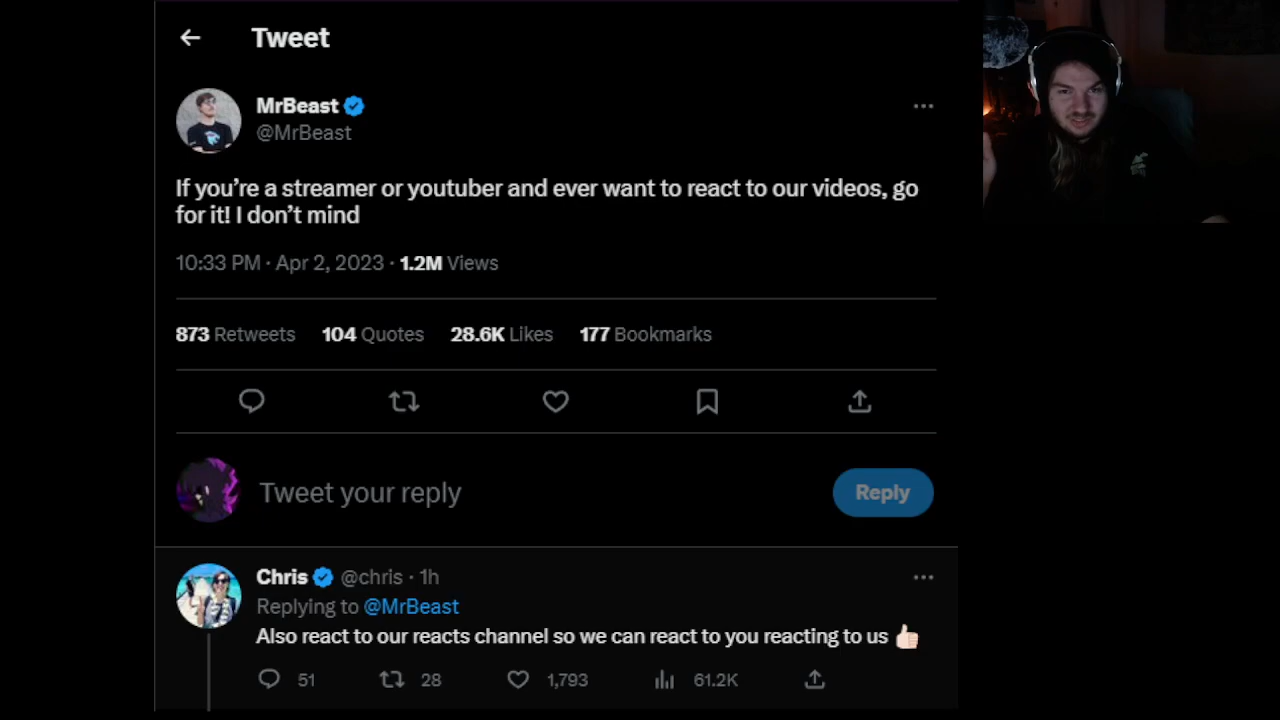 Tweet
MrBeast
@MrBeast
If you’re a streamer or youtuber and ever want to react to our videos, go
for it! I don’t mind
10:33 PM · Apr 2, 2023 · 1.2M Views
873 Retweets 104 Quotes 28.6K Likes 177 Bookmarks
Tweet your reply
Reply
Chris @chris · 1h
Replying to @MrBeast
Also react to our reacts channel so we can react to you reacting to us 👍🏻
51 28 1,793 61.2K